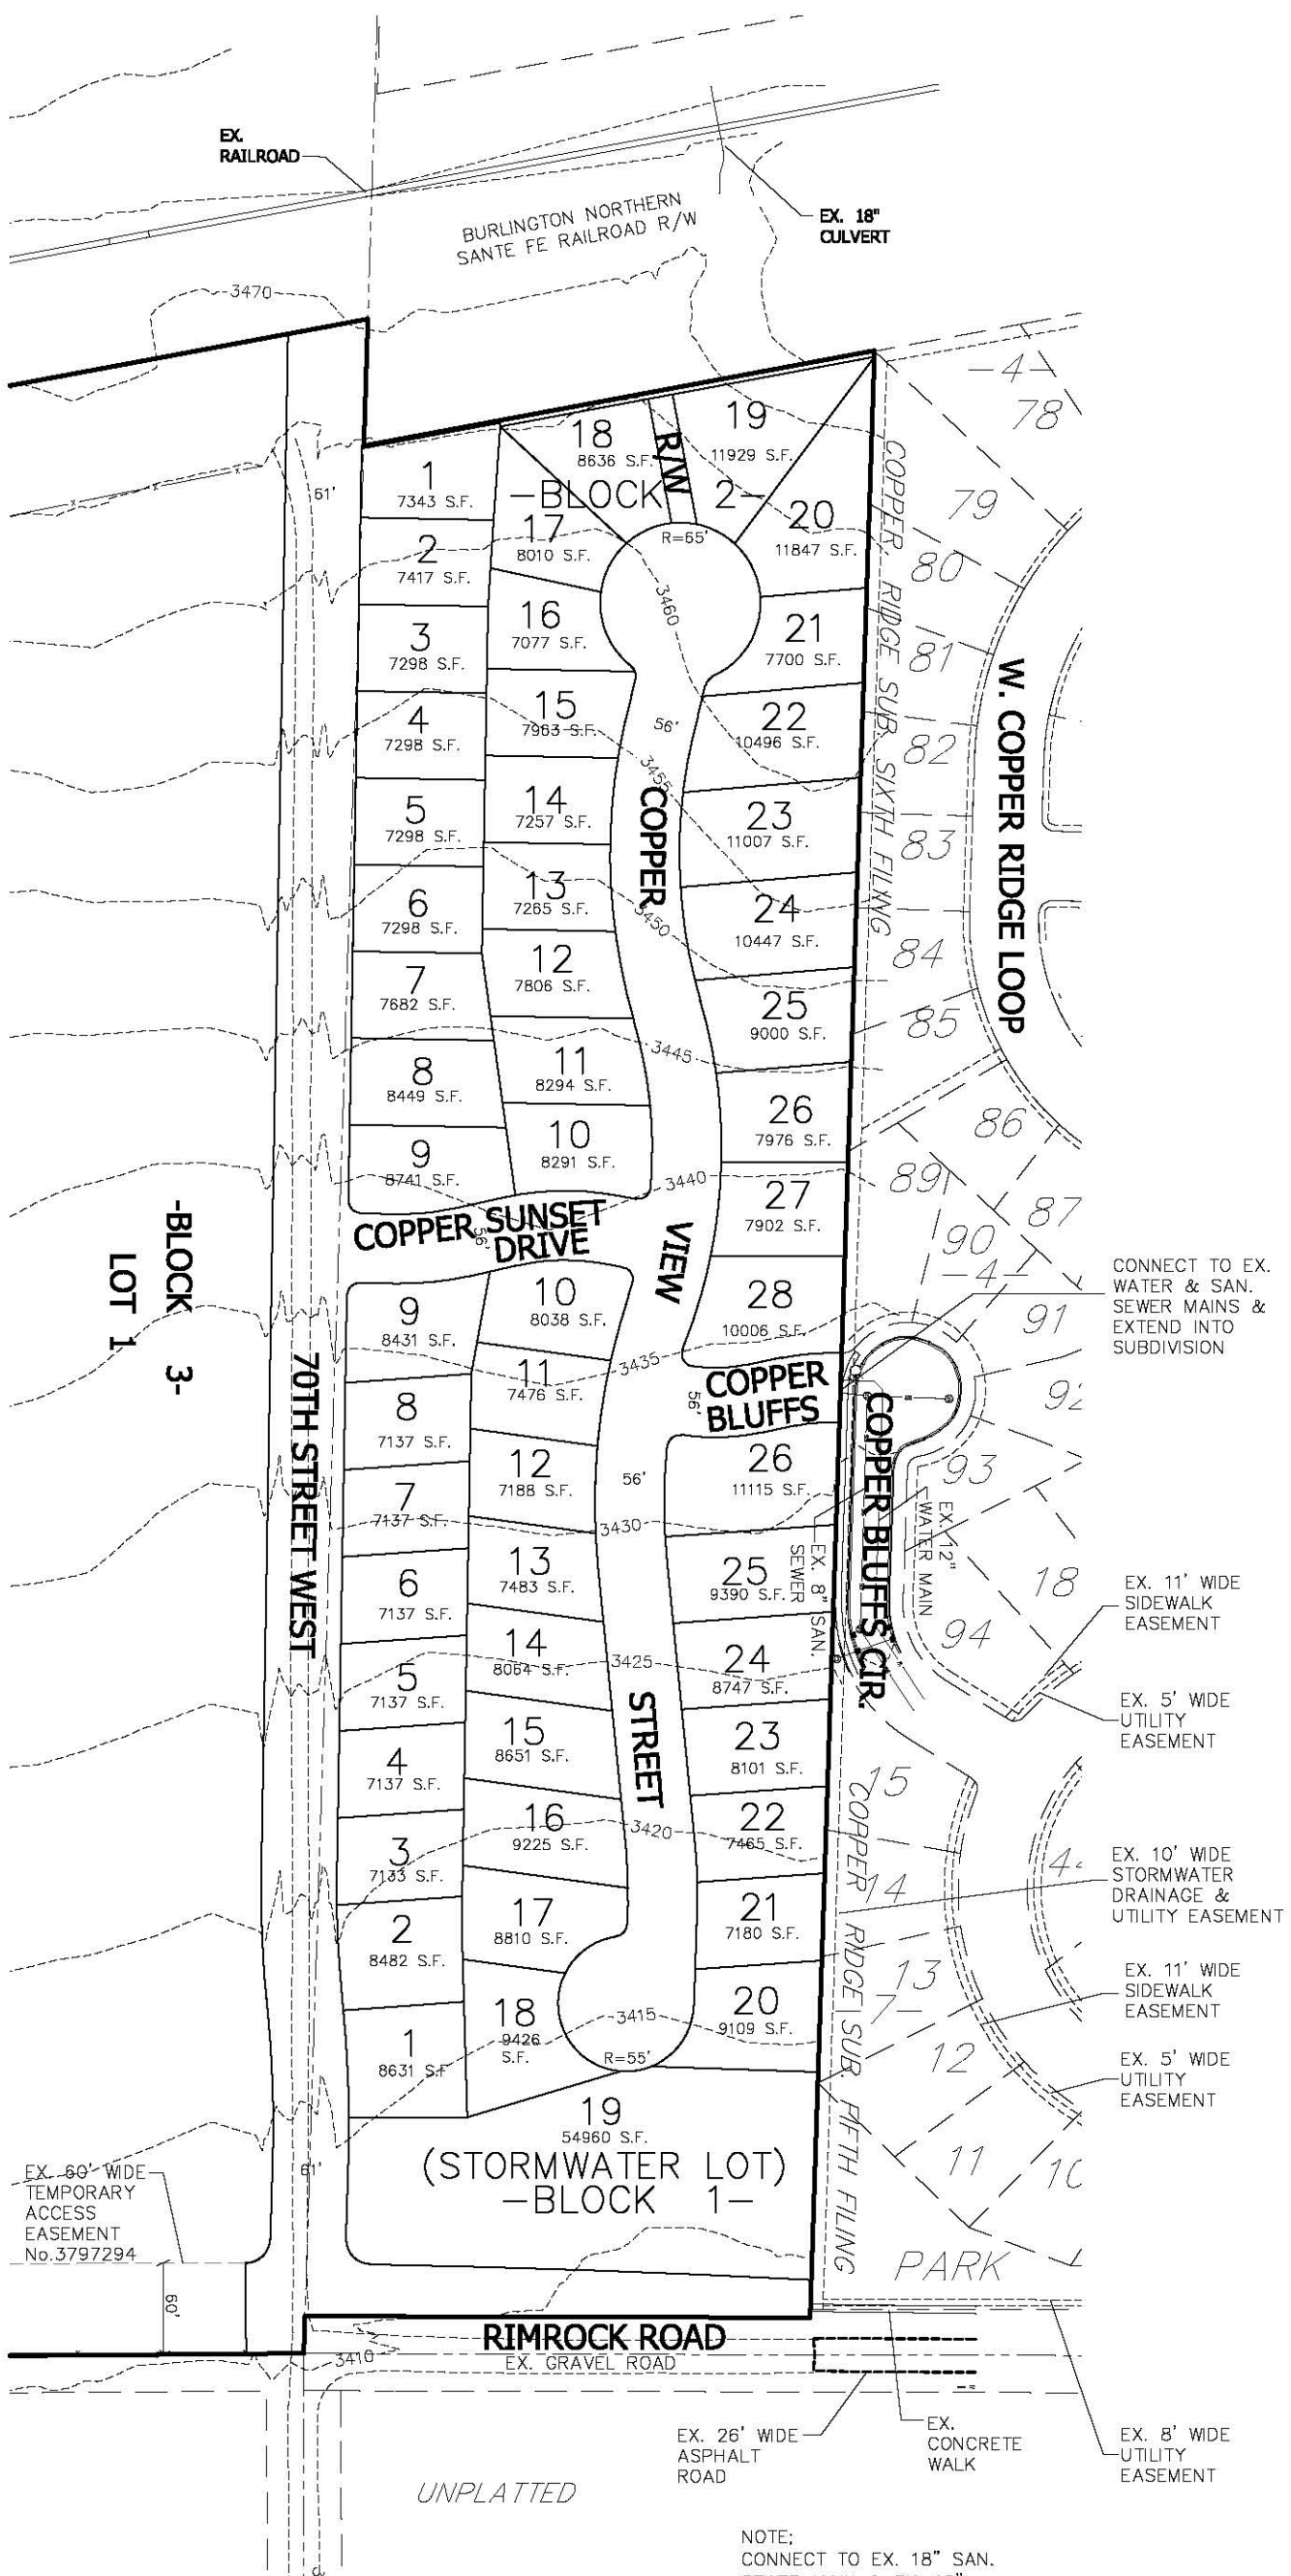 EX.
RAILROAD
BURLINGTON NORTHERN
SANTE FE RAILROAD R/W
EX. 18"
CULVERT
3470
61'
1
7343 S.F.
2
7417 S.F.
3
7298 S.F.
4
7298 S.F.
5
7298 S.F.
6
7298 S.F.
7
7682 S.F.
8
8449 S.F.
9
8741 S.F.
18
8636 S.F.
R/W
19
11929 S.F.
-BLOCK 2-
17
8010 S.F.
R=65'
20
11847 S.F.
16
7077 S.F.
3460
21
7700 S.F.
15
7963 S.F.
56'
22
10496 S.F.
3455
14
7257 S.F.
COPPER
23
11007 S.F.
13
7265 S.F.
3450
24
10447 S.F.
12
7806 S.F.
25
9000 S.F.
11
8294 S.F.
3445
26
7976 S.F.
10
8291 S.F.
3440
27
7902 S.F.
COPPER SUNSET
DRIVE
56'
VIEW
28
10006 S.F.
COPPER RIDGE SUB. SIXTH FILING
-4-
78
79
80
81
82
83
84
85
86
W. COPPER RIDGE LOOP
89
87
90
-4-
91
92
93
18
94
CONNECT TO EX.
WATER & SAN.
SEWER MAINS &
EXTEND INTO
SUBDIVISION
-BLOCK 3-
LOT 1
70TH STREET WEST
9
8431 S.F.
10
8038 S.F.
3435
COPPER
BLUFFS
56'
8
7137 S.F.
11
7476 S.F.
COPPER BLUFFS CIR.
7
7137 S.F.
12
7188 S.F.
56'
26
11115 S.F.
3430
EX. 8" SAN.
SEWER
EX. 12"
WATER MAIN
6
7137 S.F.
13
7483 S.F.
25
9390 S.F.
5
7137 S.F.
14
8064 S.F.
3425
24
8747 S.F.
4
7137 S.F.
15
8651 S.F.
STREET
23
8101 S.F.
3
7133 S.F.
16
9225 S.F.
3420
22
7465 S.F.
2
8482 S.F.
17
8810 S.F.
21
7180 S.F.
1
8631 S.F
18
9426
S.F.
3415
R=55'
20
9109 S.F.
19
54960 S.F.
(STORMWATER LOT)
-BLOCK 1-
COPPER RIDGE SUB. FIFTH FILING
15
14
13
7-
12
11
10
PARK
EX. 11' WIDE
SIDEWALK
EASEMENT
EX. 5' WIDE
UTILITY
EASEMENT
EX. 10' WIDE
STORMWATER
DRAINAGE &
UTILITY EASEMENT
EX. 11' WIDE
SIDEWALK
EASEMENT
EX. 5' WIDE
UTILITY
EASEMENT
EX. 60' WIDE
TEMPORARY
ACCESS
EASEMENT
No.3797294
61'
60'
RIMROCK ROAD
3410
EX. GRAVEL ROAD
EX. 26' WIDE
ASPHALT
ROAD
EX.
CONCRETE
WALK
EX. 8' WIDE
UTILITY
EASEMENT
UNPLATTED
NOTE;
CONNECT TO EX. 18" SAN.